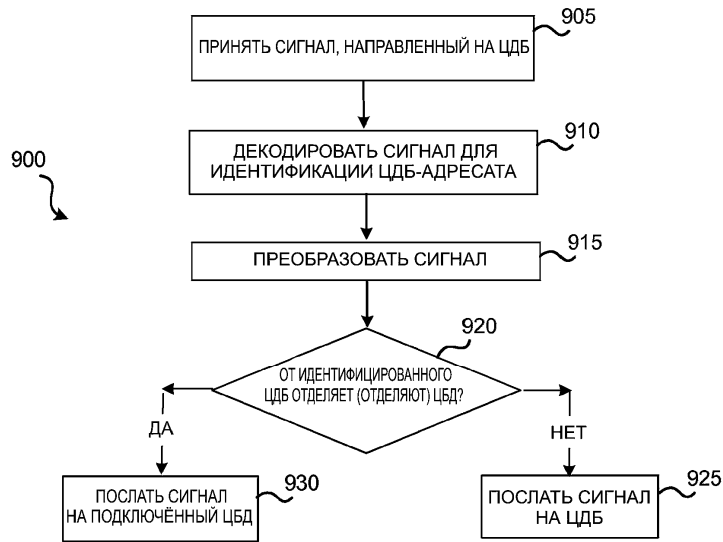 905
ПРИНЯТЬ СИГНАЛ, НАПРАВЛЕННЫЙ НА ЦДБ
910
ДЕКОДИРОВАТЬ СИГНАЛ ДЛЯ
ИДЕНТИФИКАЦИИ ЦДБ-АДРЕСАТА
900
915
ПРЕОБРАЗОВАТЬ СИГНАЛ
920
ОТ ИДЕНТИФИЦИРОВАННОГО
ЦДБ ОТДЕЛЯЕТ (ОТДЕЛЯЮТ) ЦБД?
ДА
НЕТ
930
ПОСЛАТЬ СИГНАЛ
НА ПОДКЛЮЧЁННЫЙ ЦБД
925
ПОСЛАТЬ СИГНАЛ
НА ЦДБ